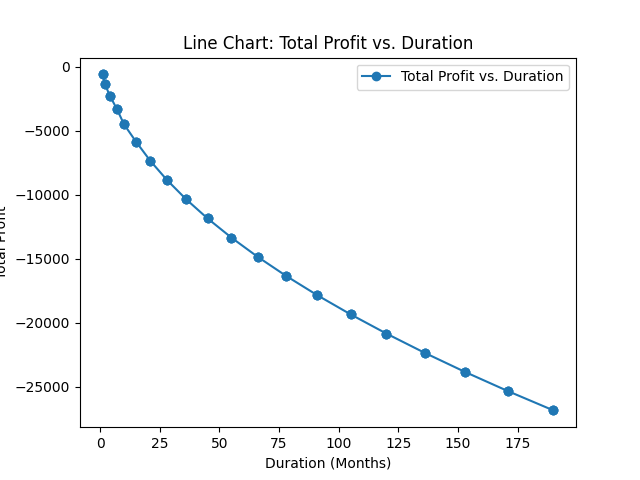 Line Chart: Total Profit vs. Duration
Total Profit vs. Duration
0
−5000
−10000
−15000
−20000
−25000
Total Profit
0 25 50 75 100 125 150 175
Duration (Months)